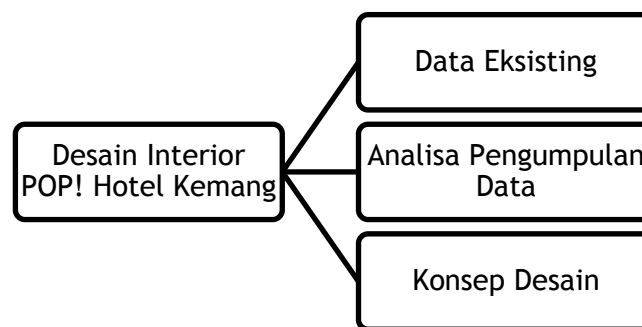 Data Eksisting
Desain Interior
POP! Hotel Kemang
Analisa Pengumpulan
Data
Konsep Desain